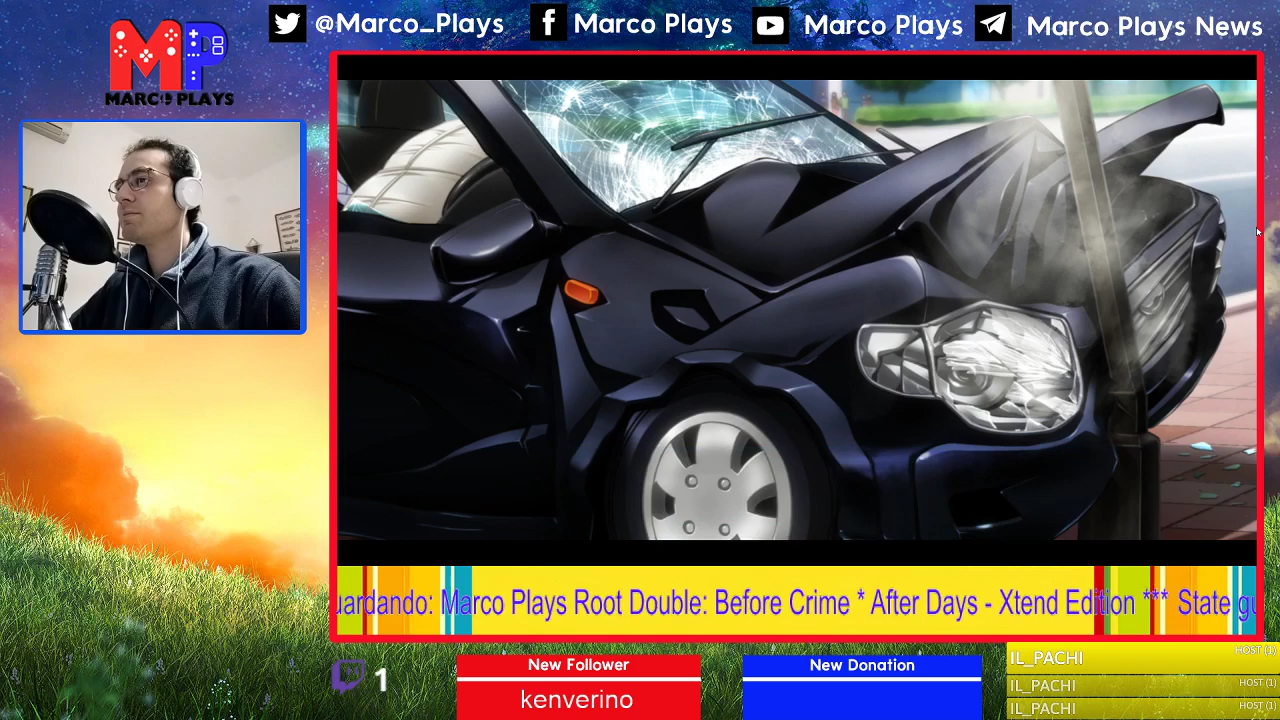 @Marco_Plays
Marco Plays
Marco Plays
Marco Plays News
MP
MARCO PLAYS
uardando: Marco Plays Root Double: Before Crime * After Days - Xtend Edition *** State gu
1
New Follower
kenverino
New Donation
IL_PACHI HOST (1)
IL_PACHI HOST (1)
IL_PACHI HOST (1)